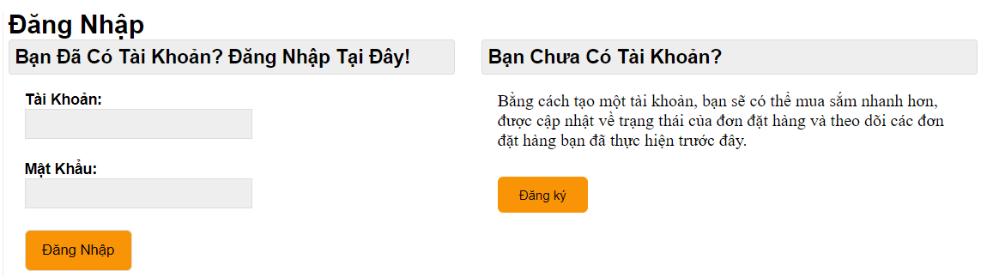 Đăng Nhập
Bạn Đã Có Tài Khoản? Đăng Nhập Tại Đây!
Tài Khoản:
Mật Khẩu:
Đăng Nhập
Bạn Chưa Có Tài Khoản?
Bằng cách tạo một tài khoản, bạn sẽ có thể mua sắm nhanh hơn,
được cập nhật về trạng thái của đơn đặt hàng và theo dõi các đơn
đặt hàng bạn đã thực hiện trước đây.
Đăng ký